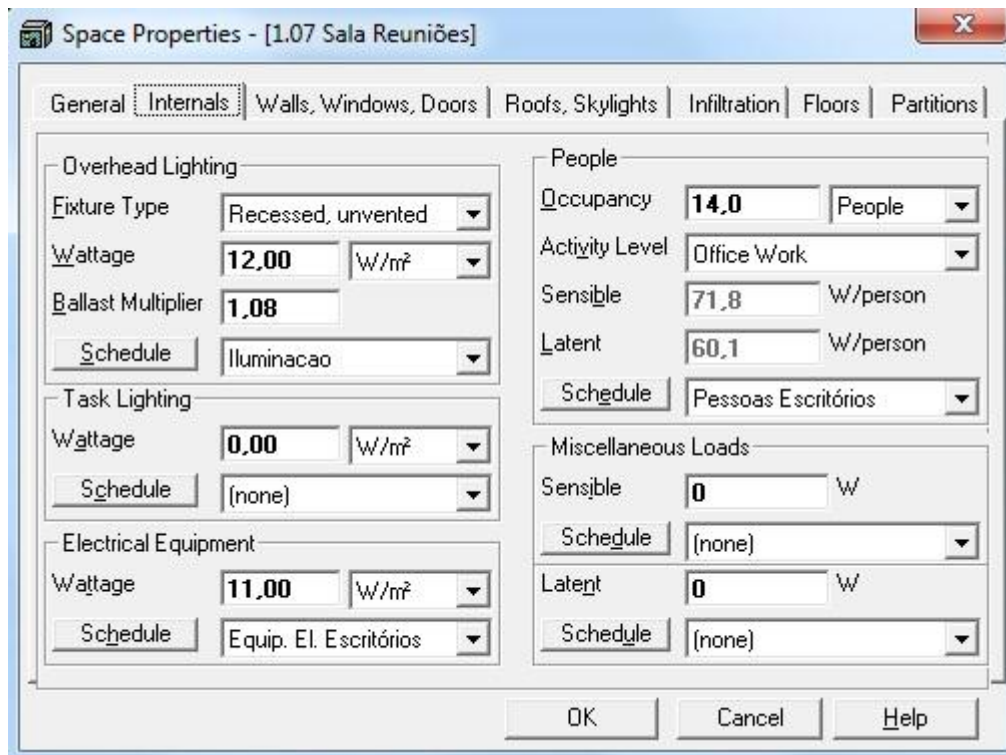 Space Properties - [1.07 Sala Reuniões]
x
General Internals Walls, Windows, Doors Roofs, Skylights Infiltration Floors Partitions
Overhead Lighting
Fixture Type Recessed, unvented
Wattage 12,00 W/m²
Ballast Multiplier 1,08
Schedule Iluminacao
Task Lighting
Wattage 0,00 W/m²
Schedule (none)
Electrical Equipment
Wattage 11,00 W/m²
Schedule Equip. El. Escritórios
People
Occupancy 14,0 People
Activity Level Office Work
Sensible 71,8 W/person
Latent 60,1 W/person
Schedule Pessoas Escritórios
Miscellaneous Loads
Sensible 0 W
Schedule (none)
Latent 0 W
Schedule (none)
OK Cancel Help